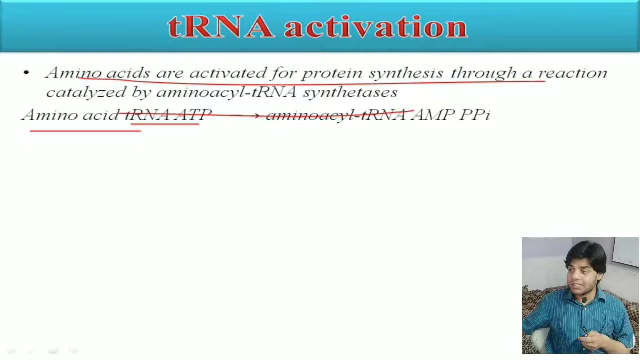 tRNA activation
• Amino acids are activated for protein synthesis through a reaction
catalyzed by aminoacyl-tRNA synthetases
Amino acid tRNA ATP → aminoacyl-tRNA AMP PPi